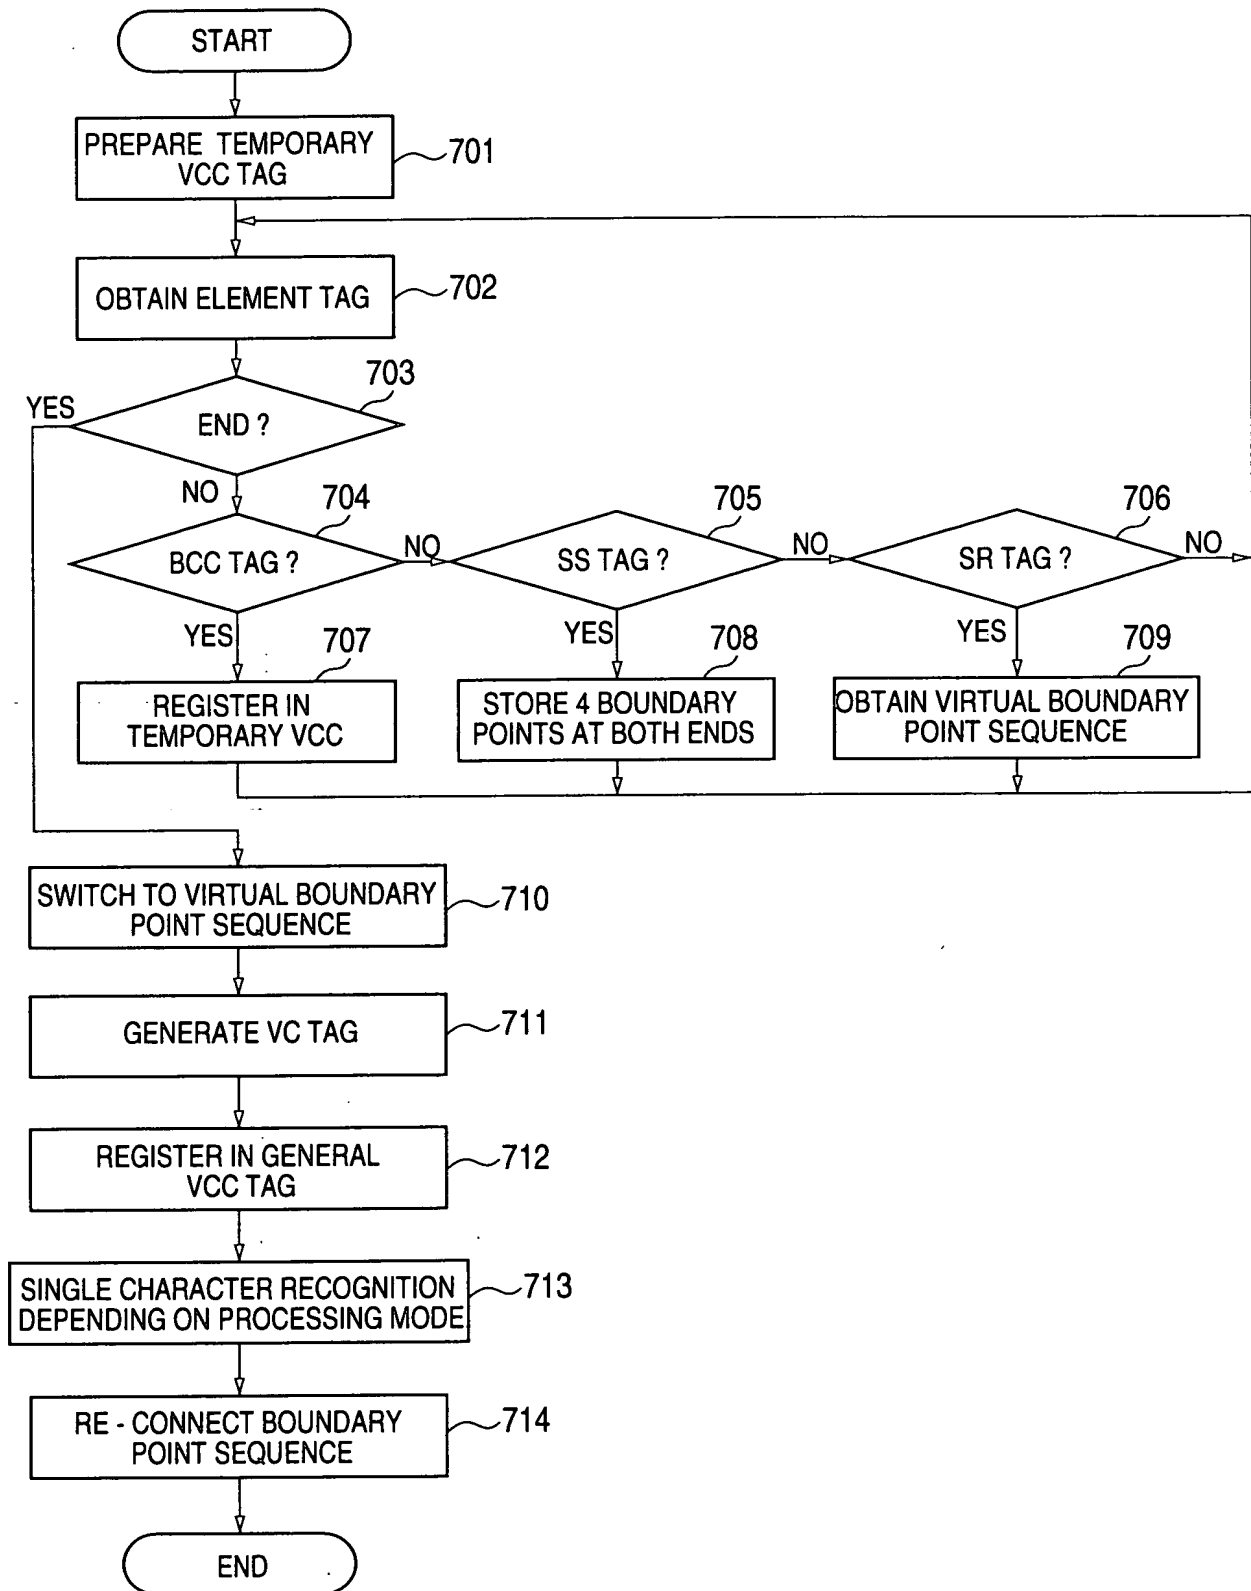 START
PREPARE TEMPORARY
VCC TAG
701
OBTAIN ELEMENT TAG
702
703
YES
END ?
NO
704
BCC TAG ?
NO
705
SS TAG ?
NO
706
SR TAG ?
NO
YES
707
REGISTER IN
TEMPORARY VCC
YES
708
STORE 4 BOUNDARY
POINTS AT BOTH ENDS
YES
709
OBTAIN VIRTUAL BOUNDARY
POINT SEQUENCE
SWITCH TO VIRTUAL BOUNDARY
POINT SEQUENCE
710
GENERATE VC TAG
711
REGISTER IN GENERAL
VCC TAG
712
SINGLE CHARACTER RECOGNITION
DEPENDING ON PROCESSING MODE
713
RE - CONNECT BOUNDARY
POINT SEQUENCE
714
END